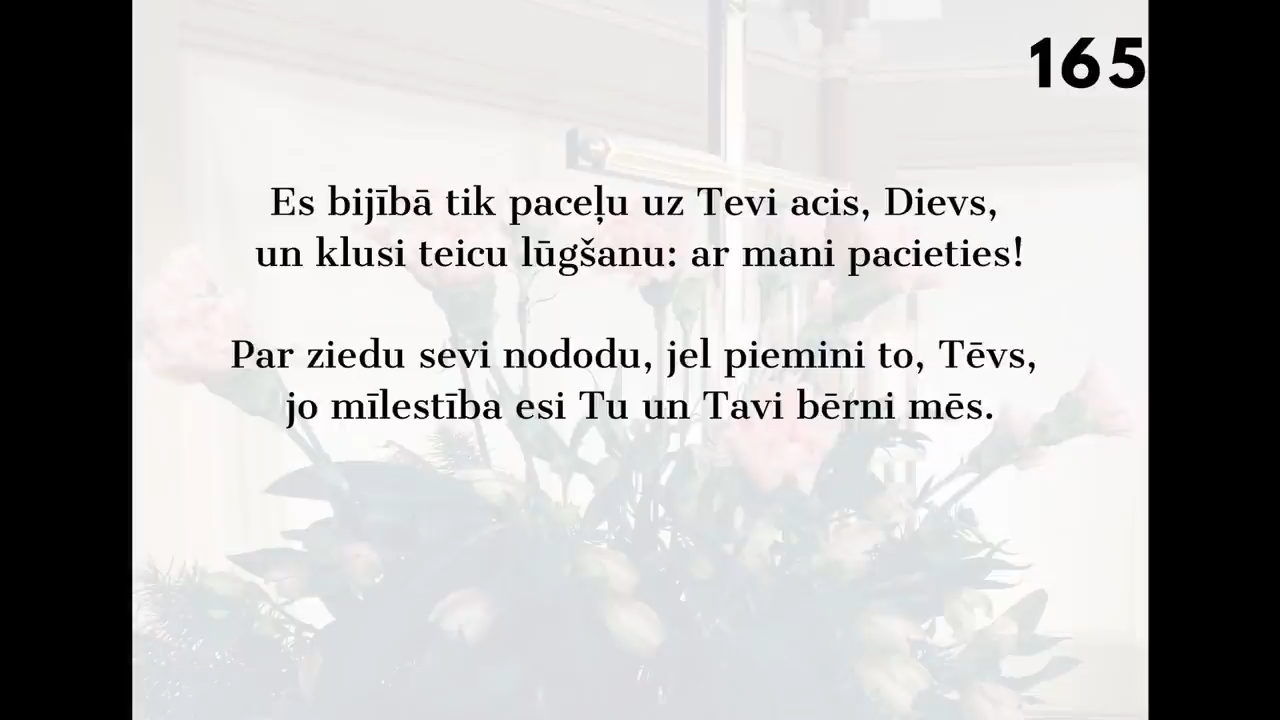 165
Es bijībā tik paceļu uz Tevi acis, Dievs,
un klusi teicu lūgšanu: ar mani pacieties!
Par ziedu sevi nododu, jel piemini to, Tēvs,
jo mīlestība esi Tu un Tavi bērni mēs.